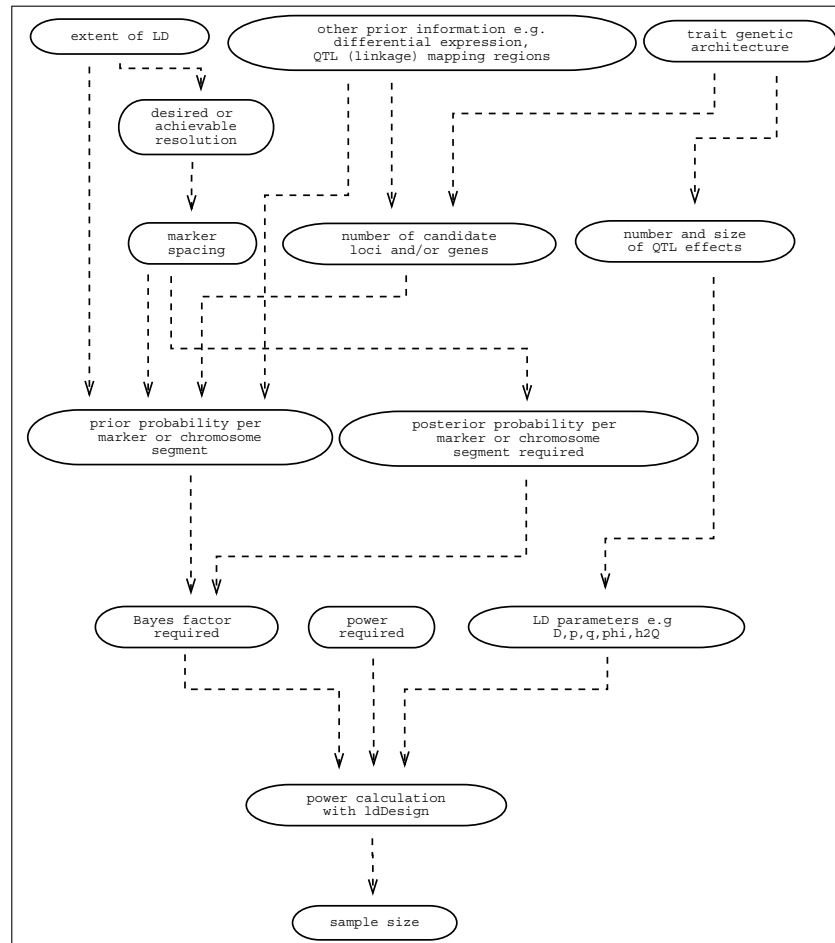 extent of LD
other prior information e.g.
differential expression,
QTL (linkage) mapping regions
trait genetic
architecture
desired or
achievable
resolution
marker
spacing
number of candidate
loci and/or genes
number and size
of QTL effects
prior probability per
marker or chromosome
segment
posterior probability per
marker or chromosome
segment required
Bayes factor
required
power
required
LD parameters e.g
D,p,q,phi,h2Q
power calculation
with ldDesign
sample size